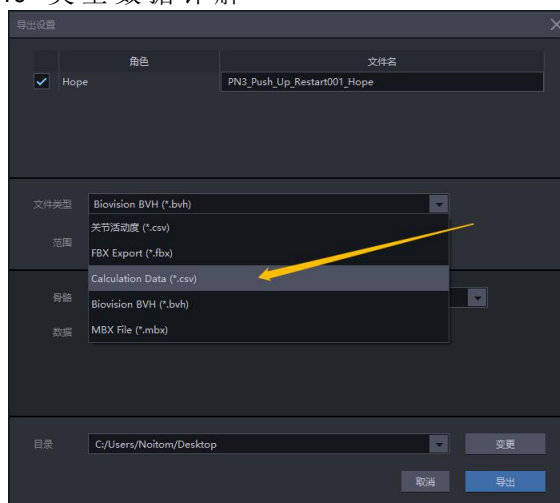 导出设置
角色 文件名
Hope PN3_Push_Up_Restart001_Hope
文件类型 Biovision BVH (*.bvh)
关节活动度 (*.csv)
范围
FBX Export (*.fbx)
Calculation Data (*.csv)
骨骼
Biovision BVH (*.bvh)
数据 MBX File (*.mbx)
目录 C:/Users/Noitom/Desktop 变更
取消 导出